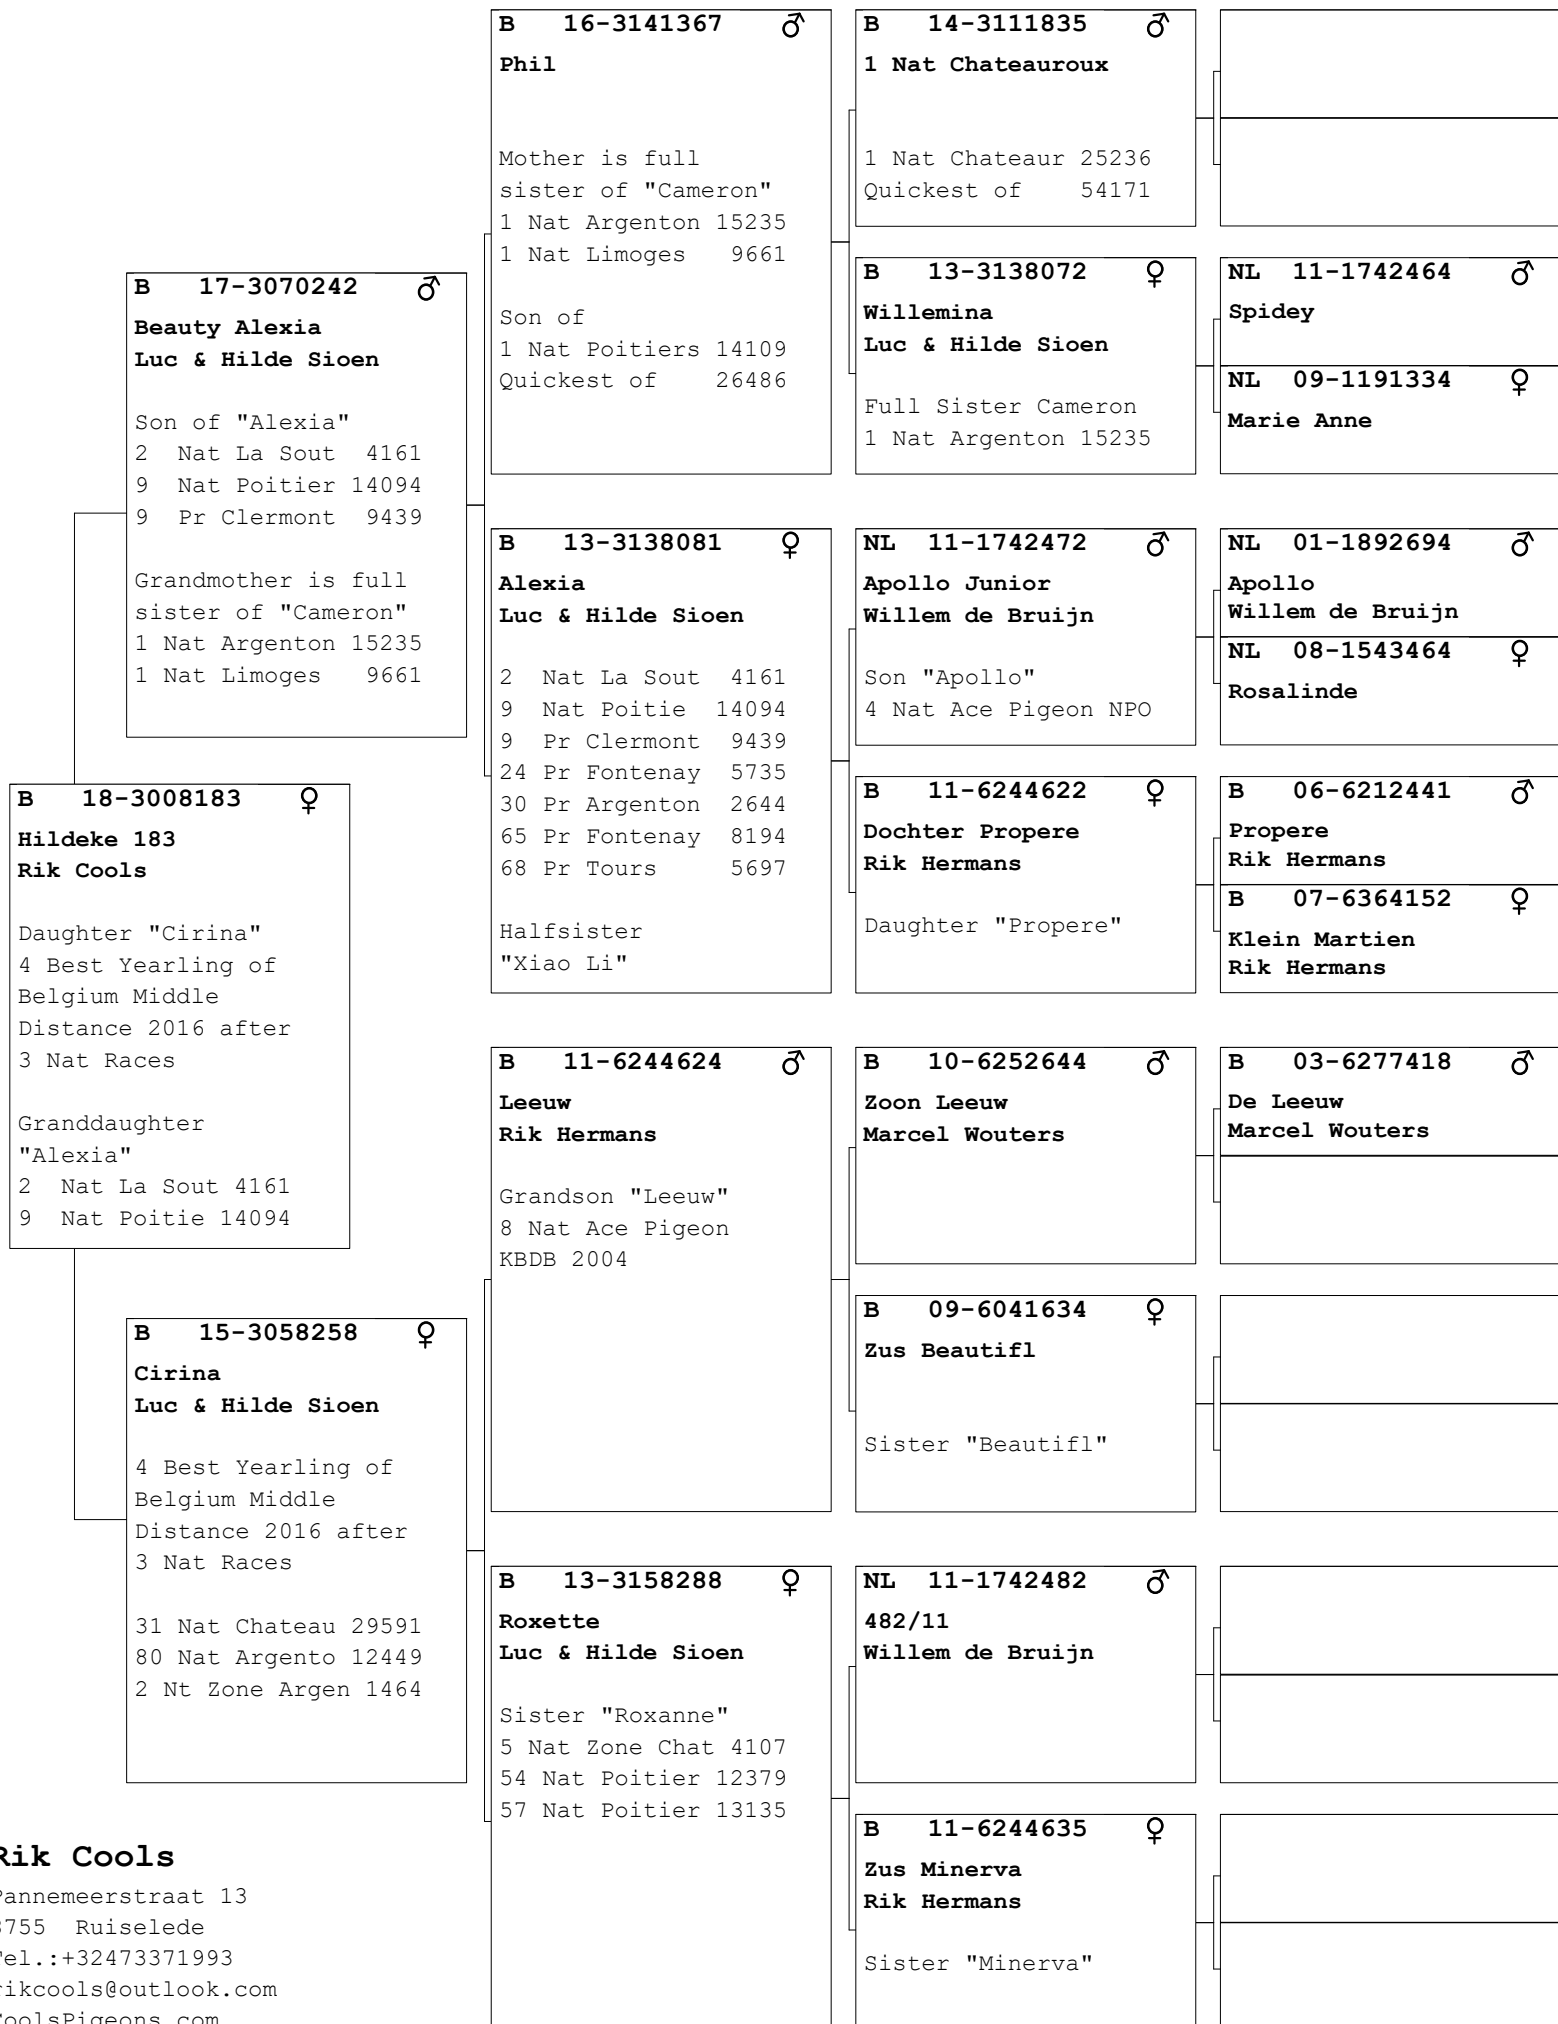 B 16-3141367 ♂
Phil
Mother is full
sister of "Cameron"
1 Nat Argenton 15235
1 Nat Limoges 9661
Son of
1 Nat Poitiers 14109
Quickest of 26486
B 14-3111835 ♂
1 Nat Chateauroux
1 Nat Chateaur 25236
Quickest of 54171
B 13-3138072 ♀
Willemina
Luc & Hilde Sioen
Full Sister Cameron
1 Nat Argenton 15235
NL 11-1742464 ♂
Spidey
NL 09-1191334 ♀
Marie Anne
B 17-3070242 ♂
Beauty Alexia
Luc & Hilde Sioen
Son of "Alexia"
2 Nat La Sout 4161
9 Nat Poitier 14094
9 Pr Clermont 9439
Grandmother is full
sister of "Cameron"
1 Nat Argenton 15235
1 Nat Limoges 9661
B 13-3138081 ♀
Alexia
Luc & Hilde Sioen
2 Nat La Sout 4161
9 Nat Poitie 14094
9 Pr Clermont 9439
24 Pr Fontenay 5735
30 Pr Argenton 2644
65 Pr Fontenay 8194
68 Pr Tours 5697
Halfsister
"Xiao Li"
NL 11-1742472 ♂
Apollo Junior
Willem de Bruijn
Son "Apollo"
4 Nat Ace Pigeon NPO
NL 01-1892694 ♂
Apollo
Willem de Bruijn
NL 08-1543464 ♀
Rosalinde
B 11-6244622 ♀
Dochter Propere
Rik Hermans
Daughter "Propere"
B 06-6212441 ♂
Propere
Rik Hermans
B 07-6364152 ♀
Klein Martien
Rik Hermans
B 18-3008183 ♀
Hildeke 183
Rik Cools
Daughter "Cirina"
4 Best Yearling of
Belgium Middle
Distance 2016 after
3 Nat Races
Granddaughter
"Alexia"
2 Nat La Sout 4161
9 Nat Poitie 14094
B 11-6244624 ♂
Leeuw
Rik Hermans
Grandson "Leeuw"
8 Nat Ace Pigeon
KBDB 2004
B 10-6252644 ♂
Zoon Leeuw
Marcel Wouters
B 03-6277418 ♂
De Leeuw
Marcel Wouters
B 09-6041634 ♀
Zus Beautifl
Sister "Beautifl"
B 15-3058258 ♀
Cirina
Luc & Hilde Sioen
4 Best Yearling of
Belgium Middle
Distance 2016 after
3 Nat Races
31 Nat Chateau 29591
80 Nat Argento 12449
2 Nt Zone Argen 1464
B 13-3158288 ♀
Roxette
Luc & Hilde Sioen
Sister "Roxanne"
5 Nat Zone Chat 4107
54 Nat Poitier 12379
57 Nat Poitier 13135
NL 11-1742482 ♂
482/11
Willem de Bruijn
B 11-6244635 ♀
Zus Minerva
Rik Hermans
Sister "Minerva"
Rik Cools
Pannemeerstraat 13
8755 Ruiselede
Tel.:+32473371993
rikcools@outlook.com
CoolsPigeons.com